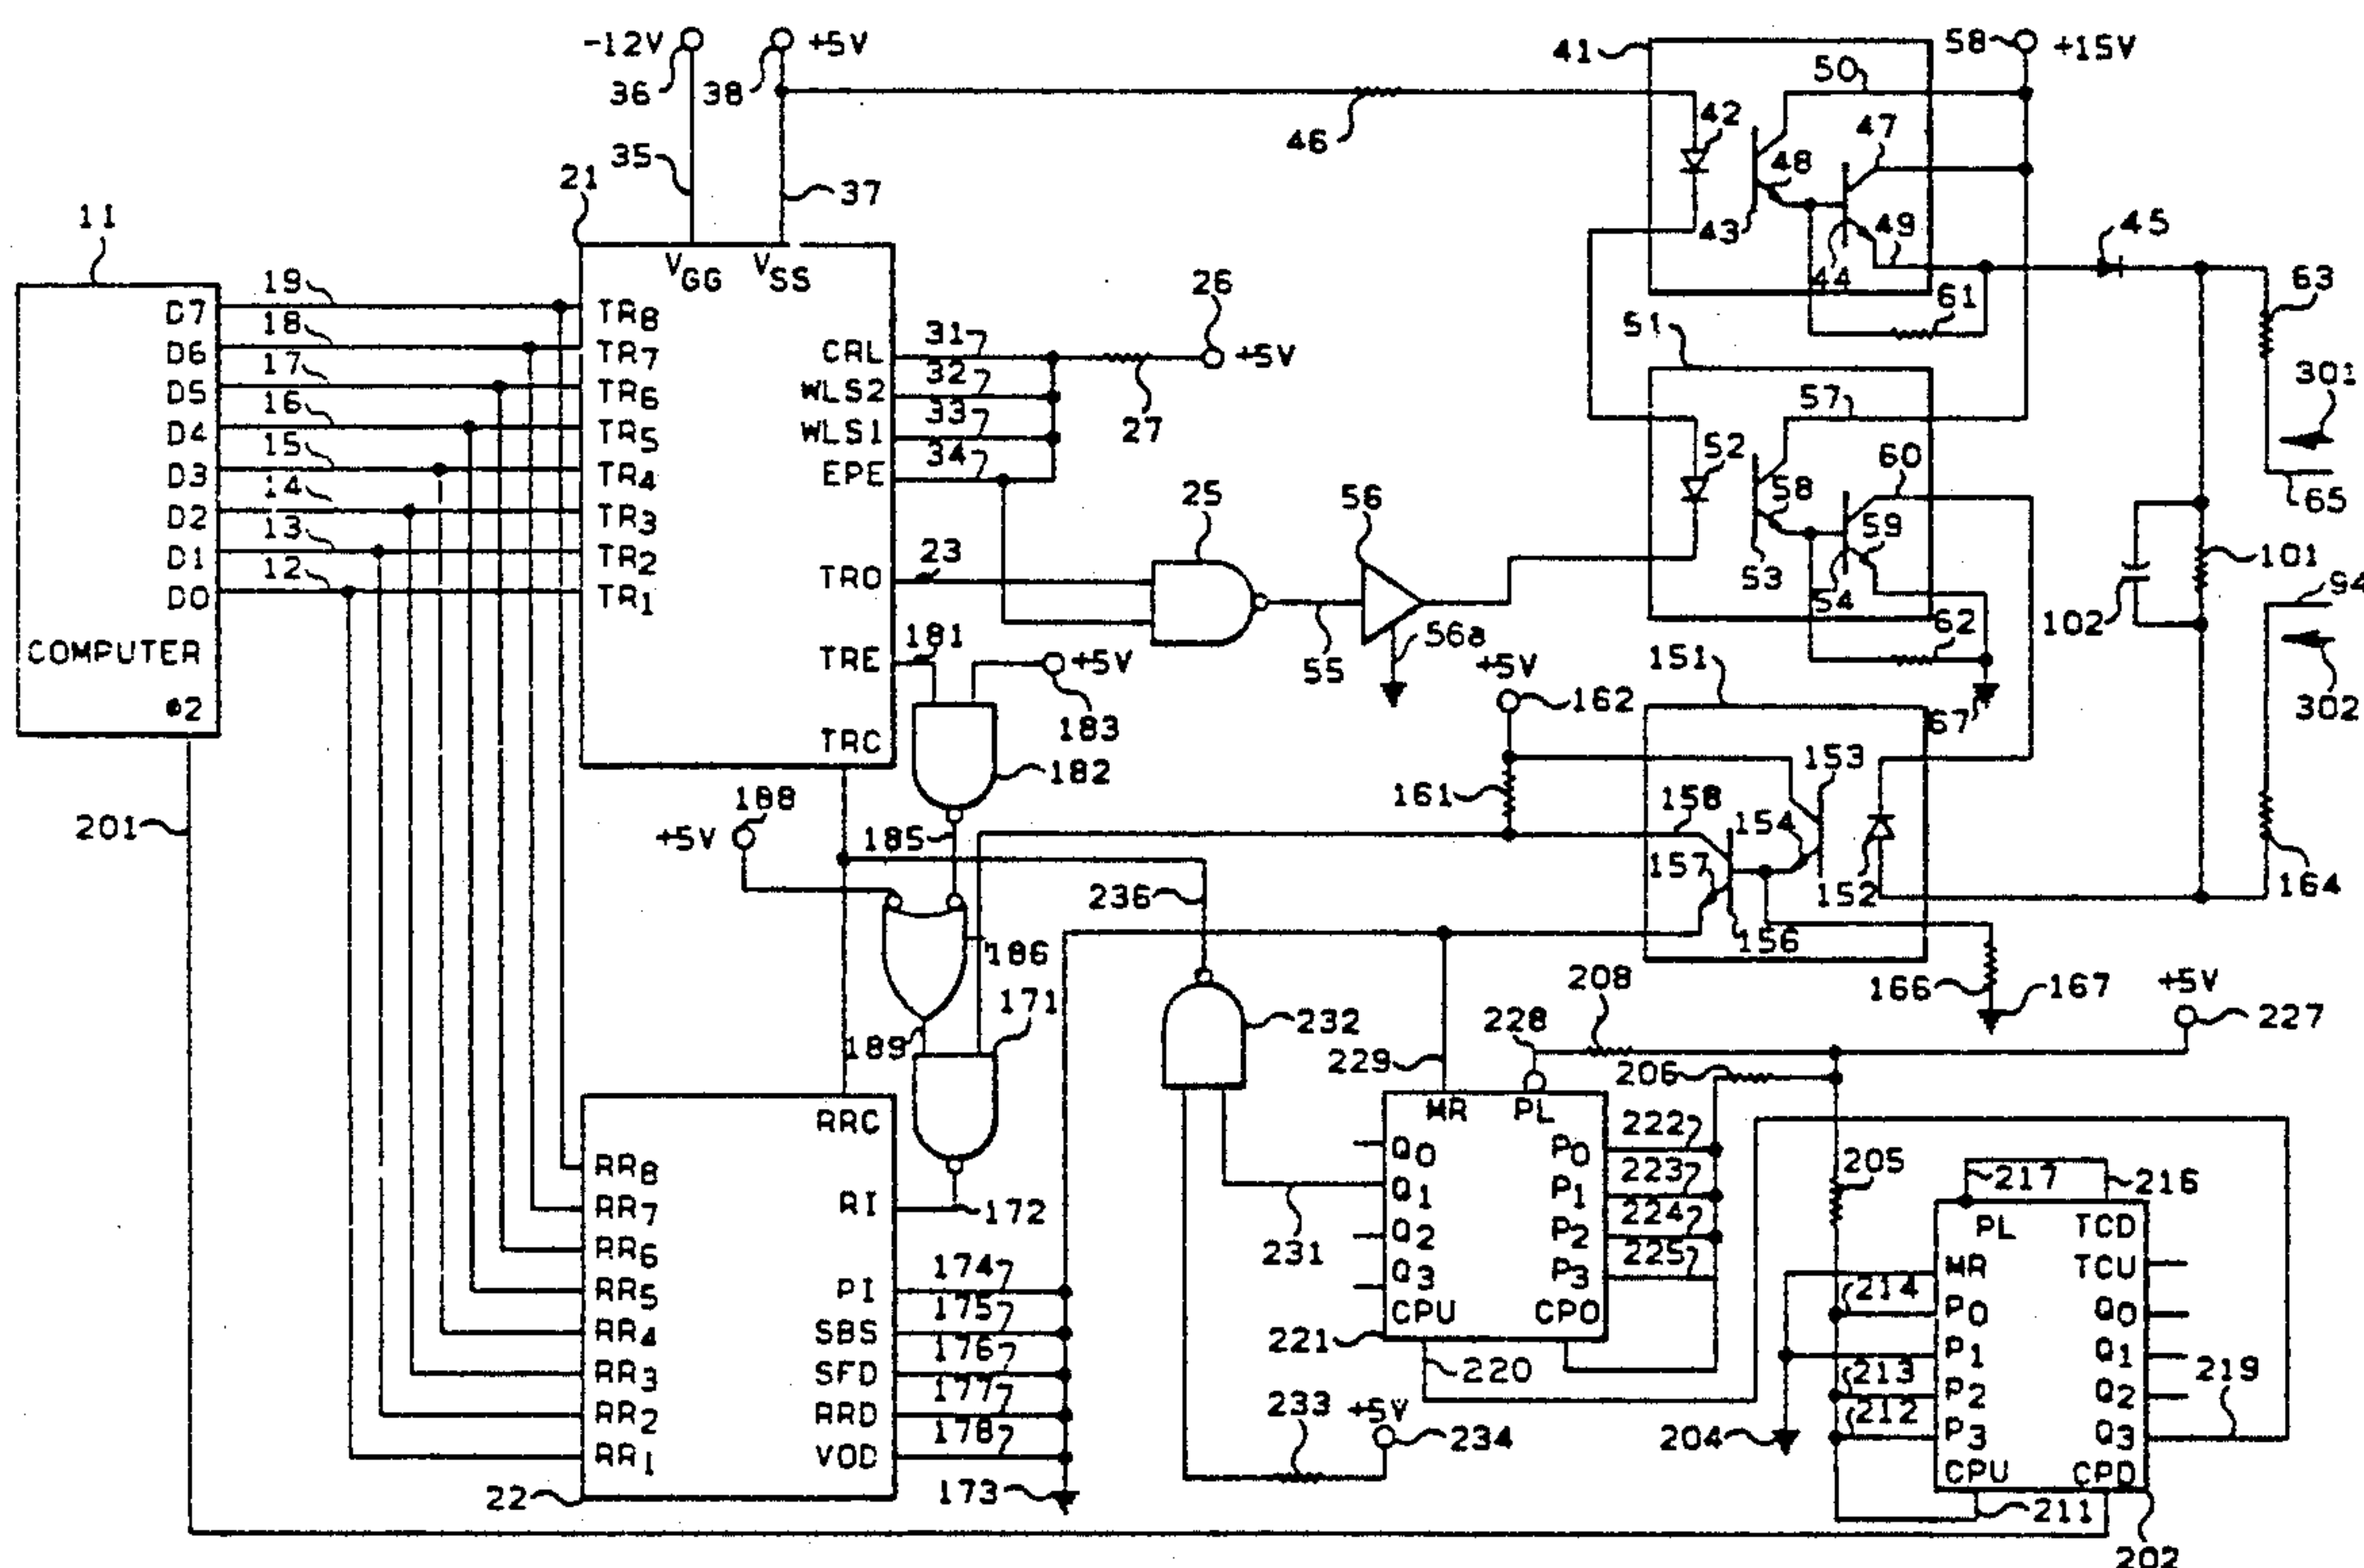 -12V 36 38 +5V
41 50 58 +15V
46 42 47
35 37 48 43 44 49 45
21
11
19 D7 TR8 VGG VSS 26 61 63
18 D6 TR7 CRL 31 +5V 51
17 D5 TR6 WLS2 32 27 57 301
16 D4 TR5 WLS1 33 52 60
15 D3 TR4 EPE 34 65
14 D2 TR3 25 56 58 59
13 D1 TR2 53 54 101
12 D0 TR1 TRO 23 102 94
COMPUTER TRE 181 +5V 55 56a 62
ø2 183 +5V 151 67 302
TRC 182 162 153
201 188 161 158 154
+5V 185 157 152 164
236 156
186 166 167
171 232 208 +5V
189 228 227
229 206
RRC MR PL 222
RR8 Q0 P0 223 205 217 216
RR7 RI 172 Q1 P1 224 PL TCD
RR6 231 Q2 P2 225 MR TCU
RR5 PI 174 Q3 P3 214 P0 Q0
RR4 SBS 175 CPU CPO P1 Q1
RR3 SFD 176 221 220 213 P2 Q2 219
RR2 RRD 177 233 +5V 212 P3 Q3
RR1 VOD 178 234 204 CPU CPD
22 173 211
202